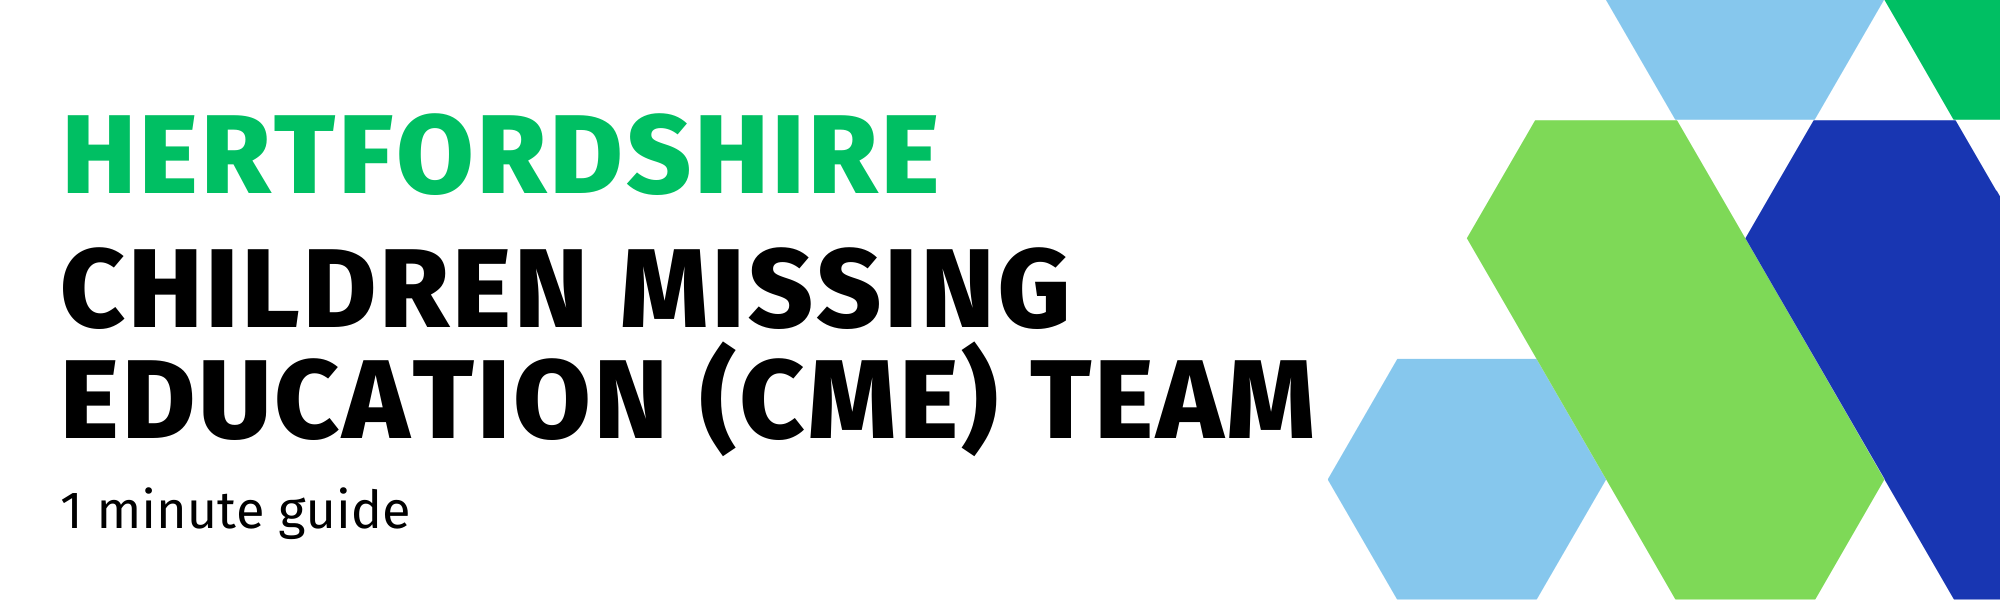 HERTFORDSHIRE
CHILDREN MISSING
EDUCATION (CME) TEAM
1 minute guide